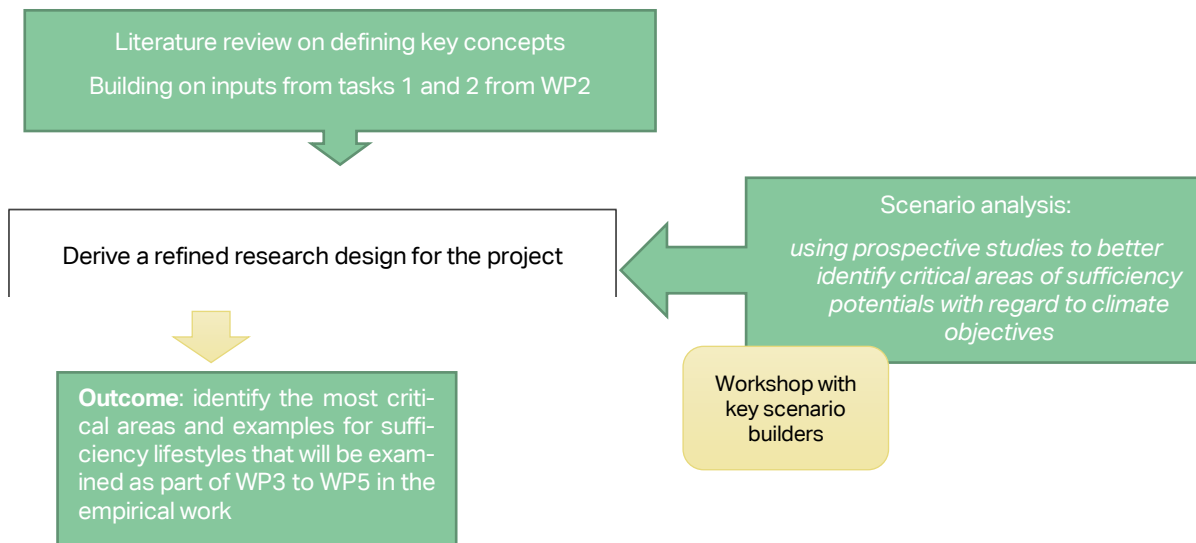 Literature review on defining key concepts
Building on inputs from tasks 1 and 2 from WP2
Derive a refined research design for the project
Scenario analysis:
using prospective studies to better
identify critical areas of sufficiency
potentials with regard to climate
objectives
Workshop with
key scenario
builders
Outcome: identify the most criti-
cal areas and examples for suffi-
ciency lifestyles that will be exam-
ined as part of WP3 to WP5 in the
empirical work